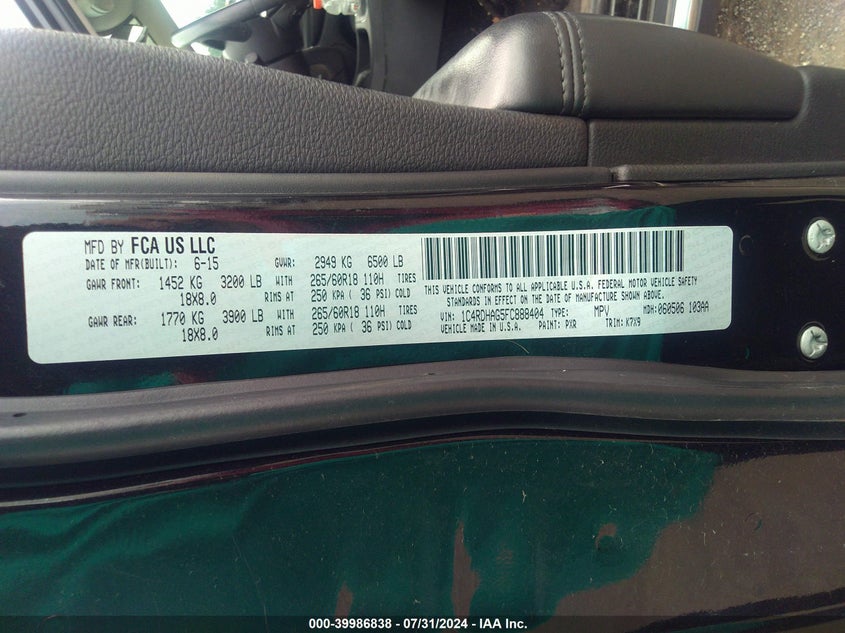 MFD BY FCA US LLC
DATE OF MFR(BUILT): 6-15 GVWR: 2949 KG 6500 LB
GAWR FRONT: 1452 KG 3200 LB WITH 265/60R18 110H TIRES
18X8.0 RIMS AT 250 KPA ( 36 PSI) COLD
GAWR REAR: 1770 KG 3900 LB WITH 265/60R18 110H TIRES
18X8.0 RIMS AT 250 KPA ( 36 PSI) COLD
THIS VEHICLE CONFORMS TO ALL APPLICABLE U.S.A. FEDERAL MOTOR VEHICLE SAFETY
STANDARDS IN EFFECT ON THE DATE OF MANUFACTURE SHOWN ABOVE.
VIN: 1C4RDHAG5FC888404 TYPE: MPV MDH: 060506 103AA
VEHICLE MADE IN U.S.A. PAINT: PXR TRIM: K7X9
000-39986838 - 07/31/2024 - IAA Inc.